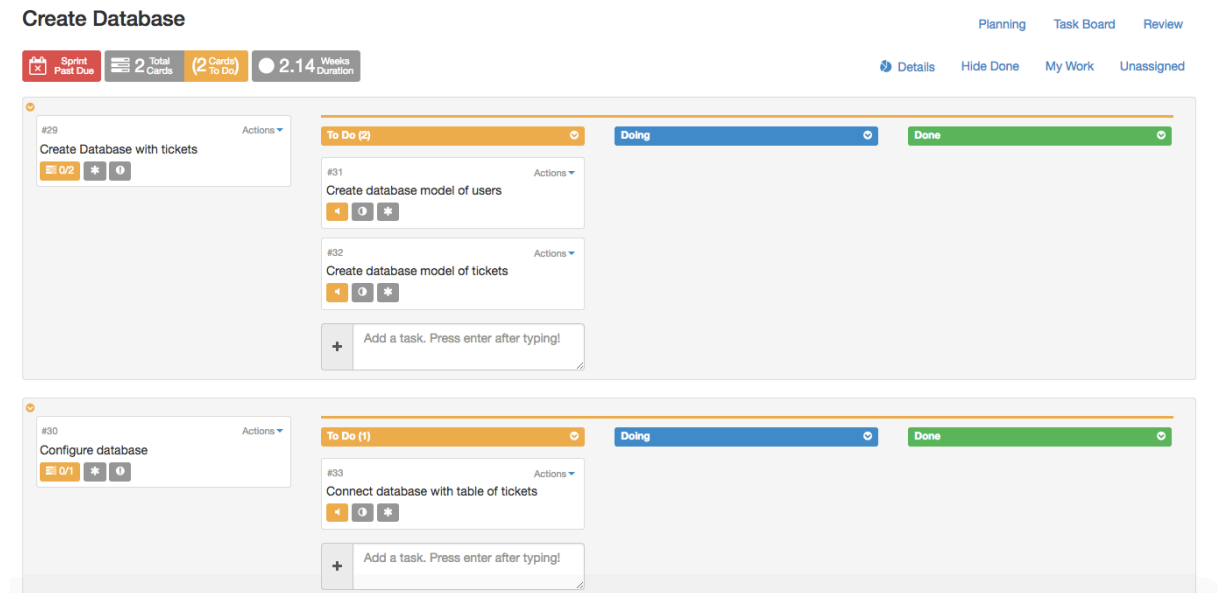 Create Database
Planning Task Board Review
Sprint Past Due 2 Total Cards (2 Cards To Do) 2.14 Weeks Duration
Details Hide Done My Work Unassigned
#29 Actions
Create Database with tickets
0/2
To Do (2) Doing Done
#31 Actions
Create database model of users
#32 Actions
Create database model of tickets
+ Add a task. Press enter after typing!
#30 Actions
Configure database
0/1
To Do (1) Doing Done
#33 Actions
Connect database with table of tickets
+ Add a task. Press enter after typing!